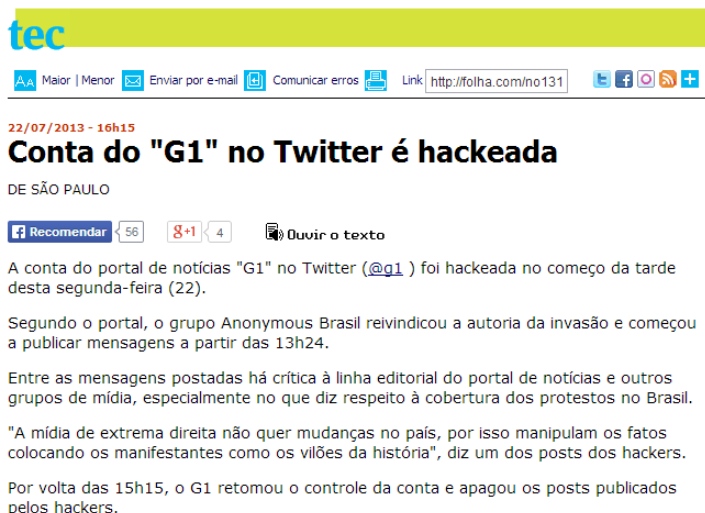 tec
AA Maior | Menor Enviar por e-mail Comunicar erros Link http://folha.com/no131
22/07/2013 - 16h15
Conta do "G1" no Twitter é hackeada
DE SÃO PAULO
Recomendar 56 g+1 4 Ouvir o texto
A conta do portal de notícias "G1" no Twitter (@g1 ) foi hackeada no começo da tarde
desta segunda-feira (22).
Segundo o portal, o grupo Anonymous Brasil reivindicou a autoria da invasão e começou
a publicar mensagens a partir das 13h24.
Entre as mensagens postadas há crítica à linha editorial do portal de notícias e outros
grupos de mídia, especialmente no que diz respeito à cobertura dos protestos no Brasil.
"A mídia de extrema direita não quer mudanças no país, por isso manipulam os fatos
colocando os manifestantes como os vilões da história", diz um dos posts dos hackers.
Por volta das 15h15, o G1 retomou o controle da conta e apagou os posts publicados
pelos hackers.